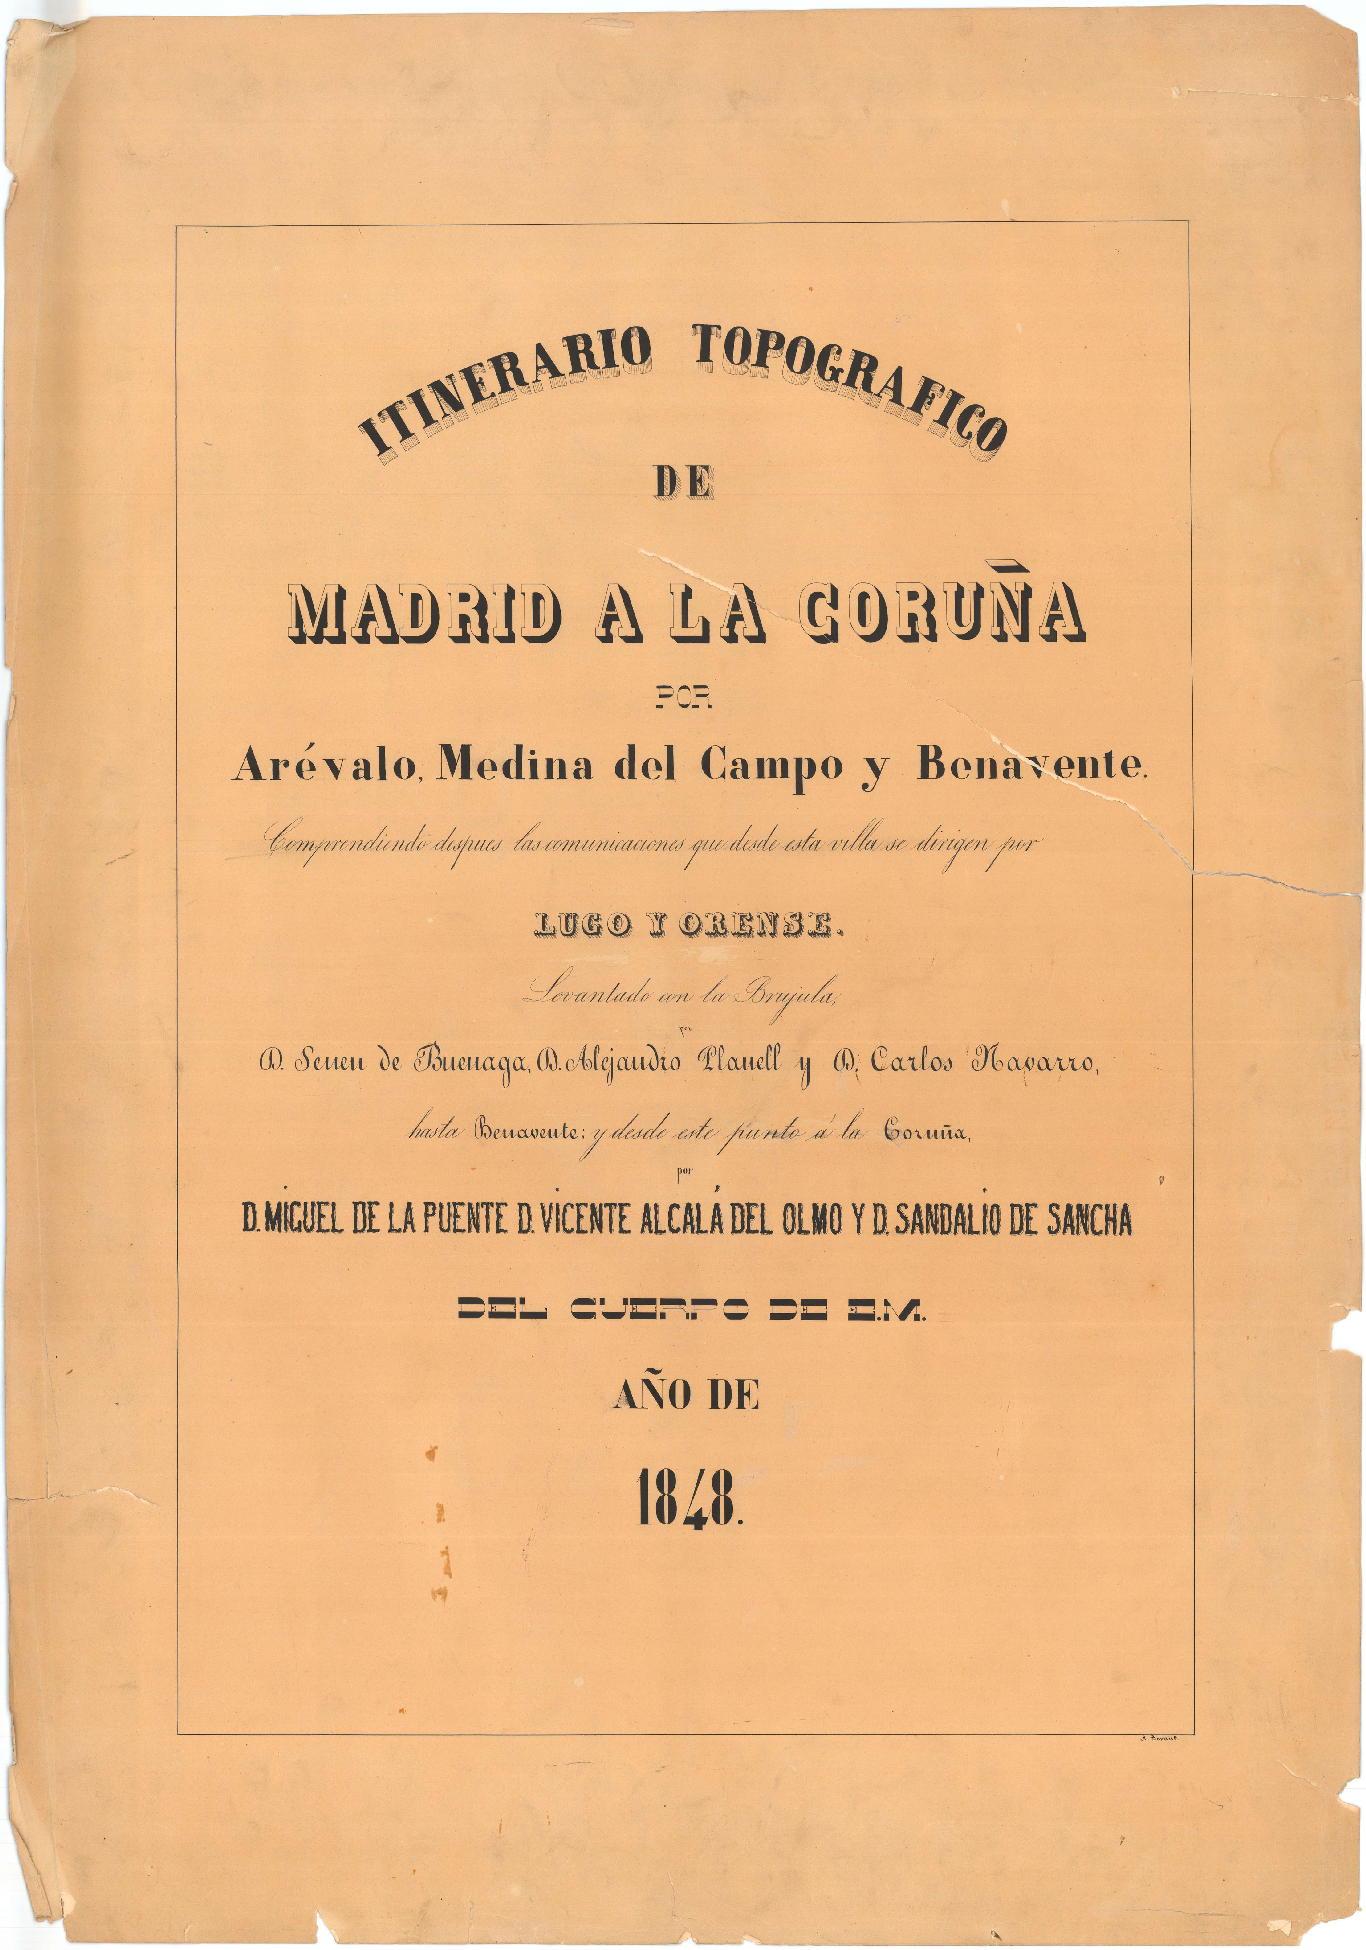 ITINERARIO TOPOGRAFICO
DE
MADRID A LA CORUÑA
POR
Arévalo, Medina del Campo y Benavente.
Comprendiendo despues las comunicaciones que desde esta villa se dirigen por
LUGO Y ORENSE.
Levantado con la Brujula,
por
D. Senen de Buenaga, D. Alejandro Planell y D. Carlos Navarro,
hasta Benavente: y desde este punto á la Coruña,
por
D. MIGUEL DE LA PUENTE D. VICENTE ALCALÁ DEL OLMO Y D. SANDALIO DE SANCHA
DEL CUERPO DE E.M.
AÑO DE
1848.